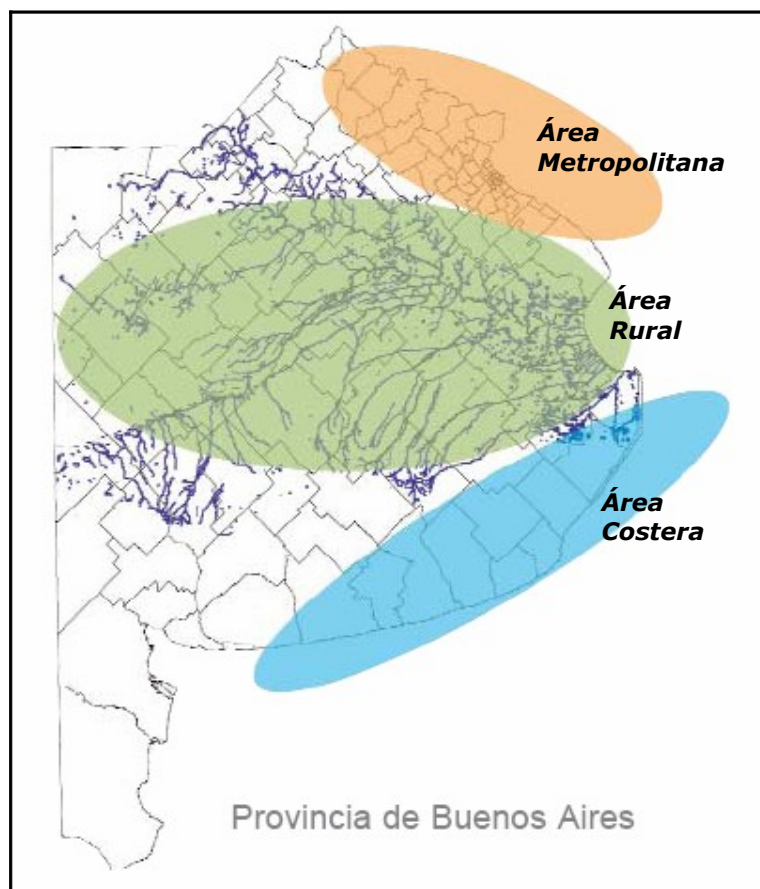 Área
Metropolitana
Área
Rural
Área
Costera
Provincia de Buenos Aires